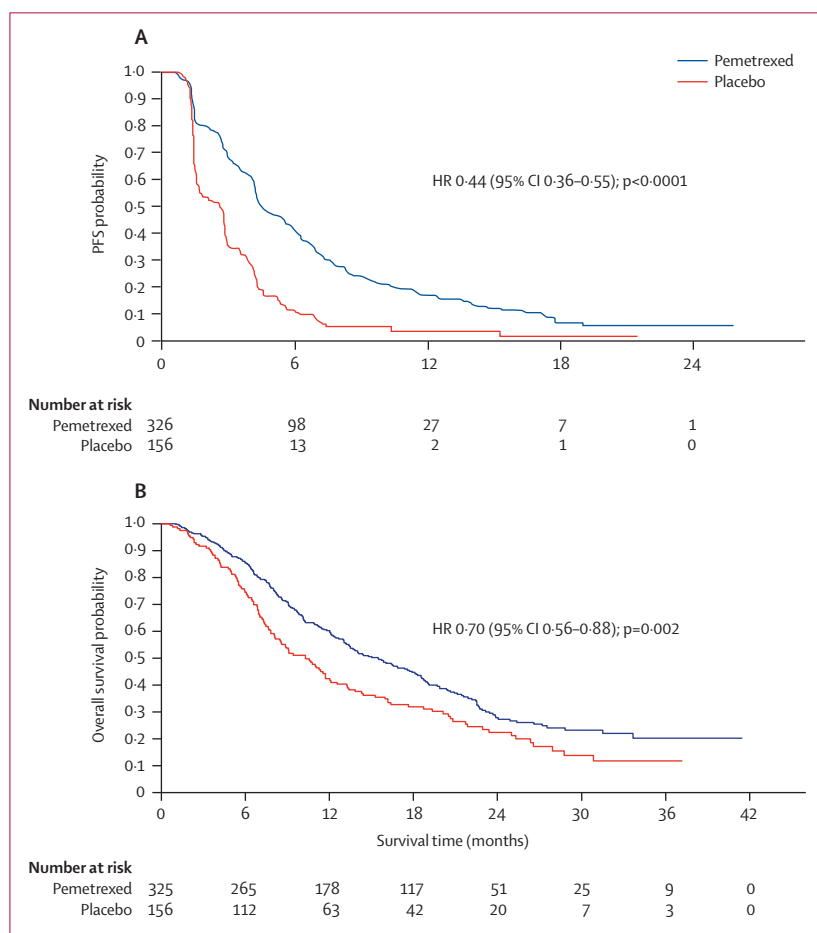 A
Pemetrexed
Placebo
1·0
0·9
0·8
0·7
0·6
0·5
0·4
0·3
0·2
0·1
0
PFS probability
HR 0·44 (95% CI 0·36–0·55); p<0·0001
0 6 12 18 24
Number at risk
Pemetrexed 326 98 27 7 1
Placebo 156 13 2 1 0
B
1·0
0·9
0·8
0·7
0·6
0·5
0·4
0·3
0·2
0·1
0
Overall survival probability
HR 0·70 (95% CI 0·56–0·88); p=0·002
0 6 12 18 24 30 36 42
Survival time (months)
Number at risk
Pemetrexed 325 265 178 117 51 25 9 0
Placebo 156 112 63 42 20 7 3 0